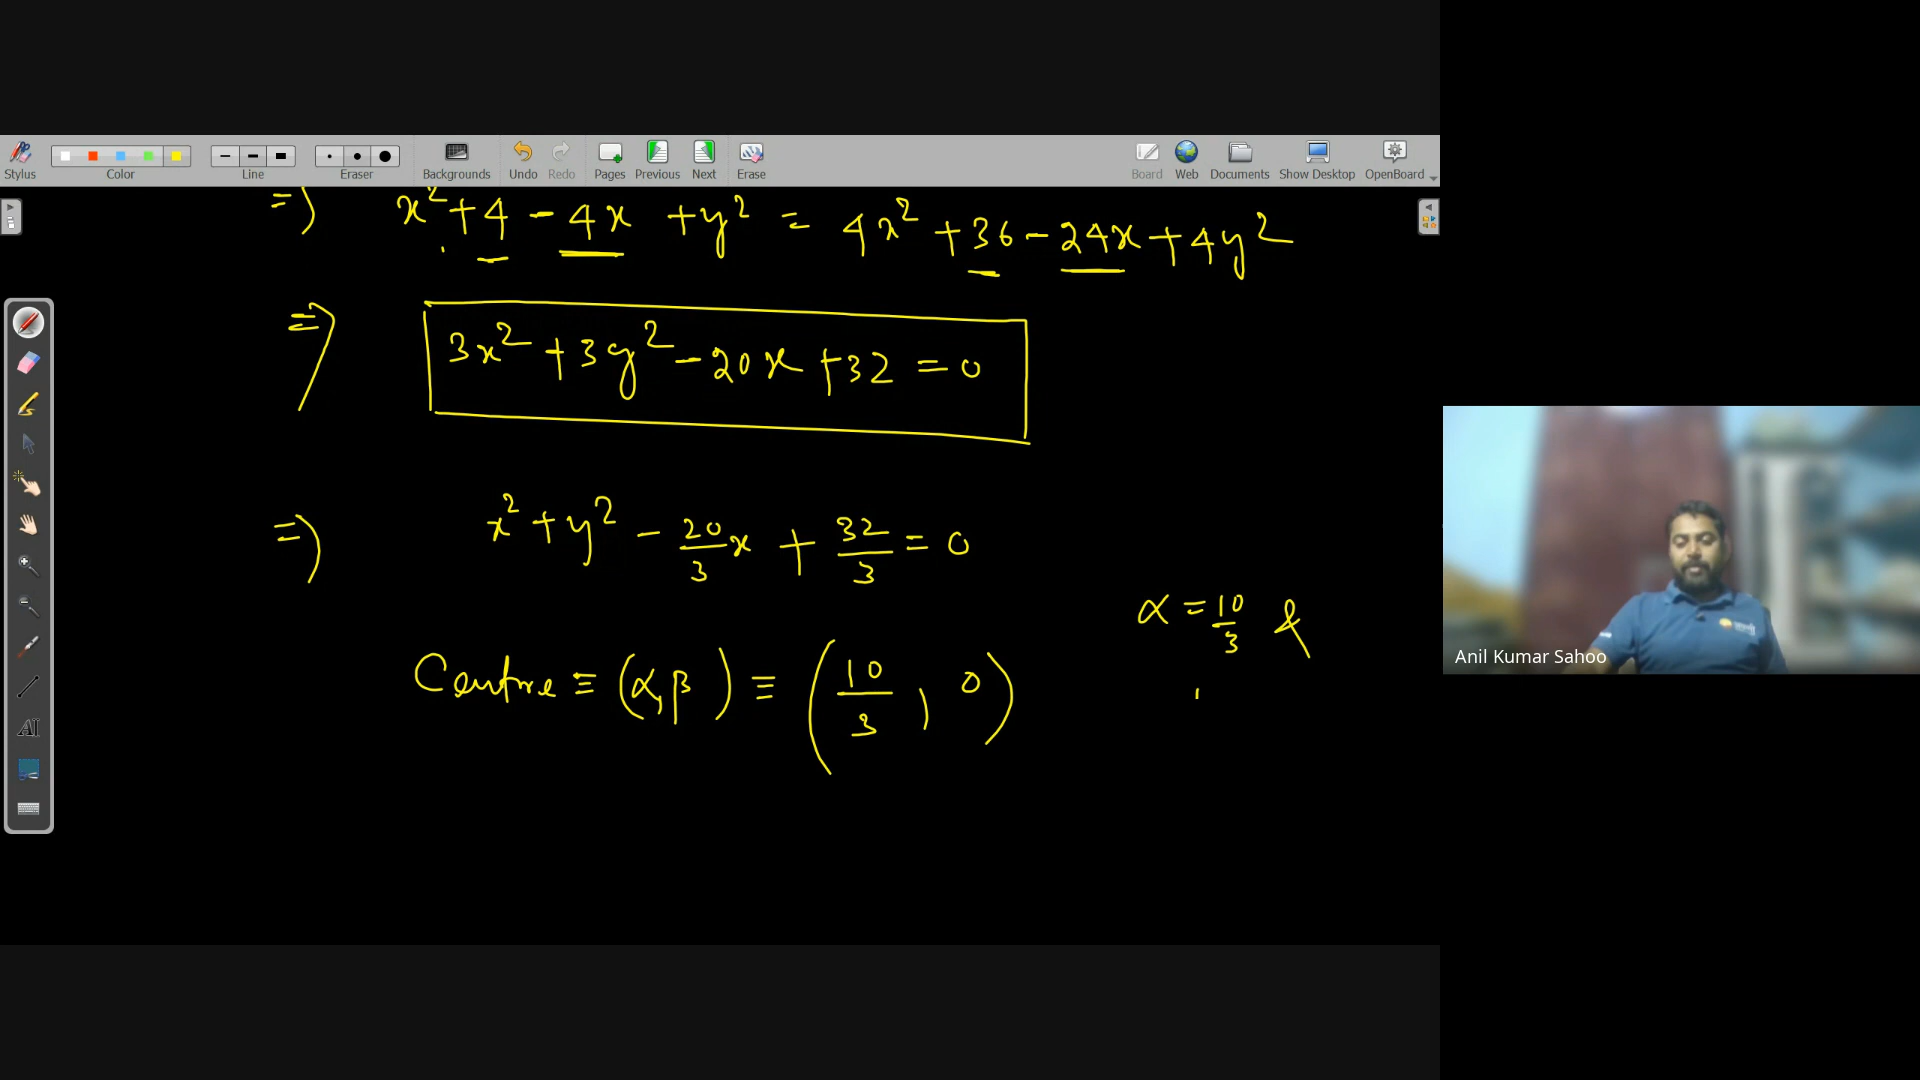 Stylus Color Line Eraser Backgrounds Undo Redo Pages Previous Next Erase Board Web Documents Show Desktop OpenBoard
=> x² + 4 - 4x + y² = 4x² + 36 - 24x + 4y²
=> 3x² + 3y² - 20x + 32 = 0
=> x² + y² - 20/3 x + 32/3 = 0
α = 10/3 &
Centre ≡ (α, β) ≡ (10/3, 0)
Anil Kumar Sahoo
AI